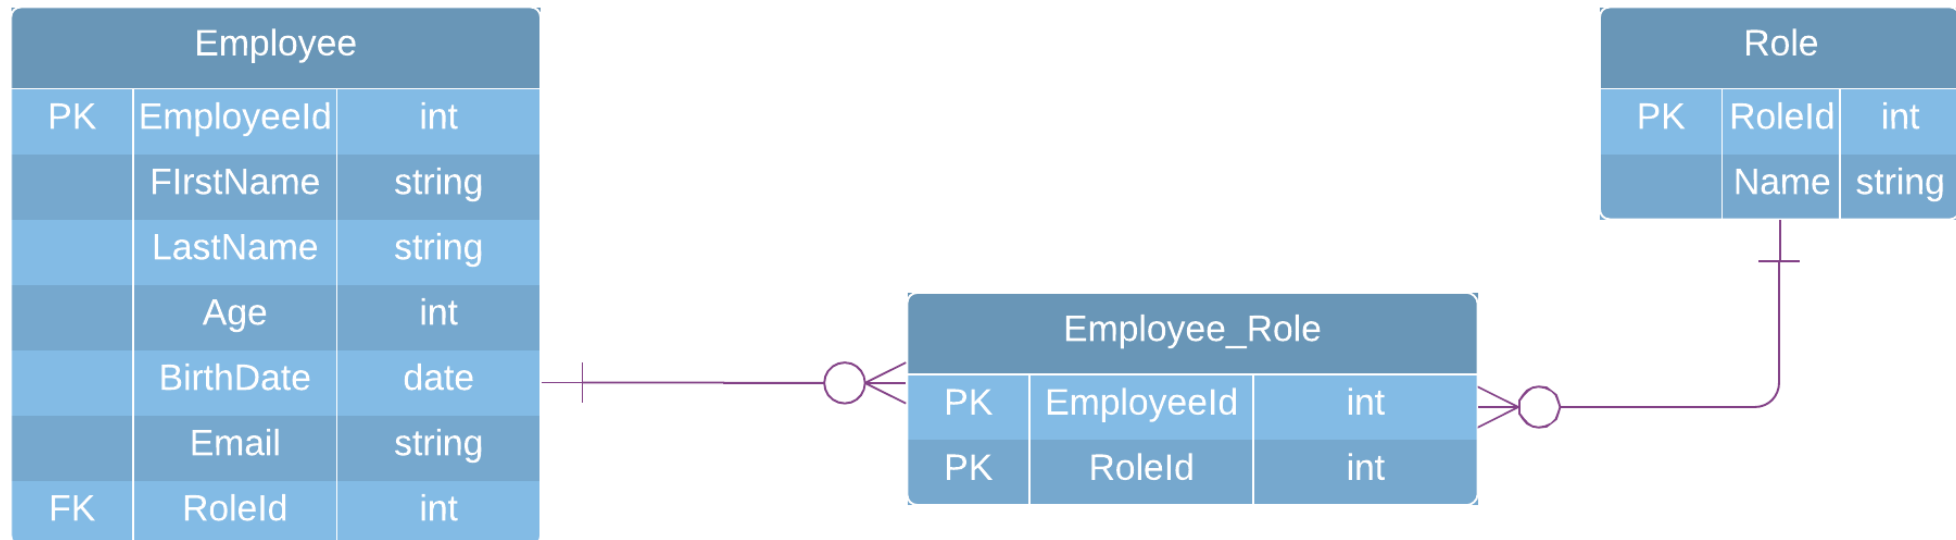 Employee
PK EmployeeId int
FIrstName string
LastName string
Age int
BirthDate date
Email string
FK RoleId int
Employee_Role
PK EmployeeId int
PK RoleId int
Role
PK RoleId int
Name string